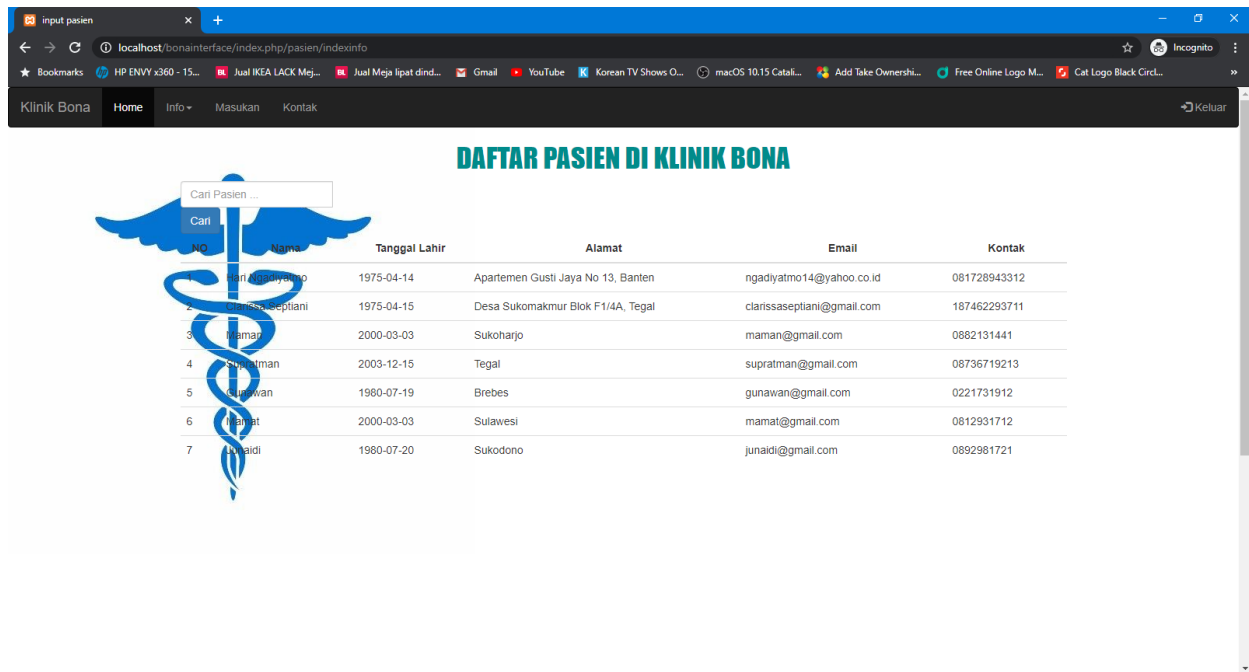 input pasien
localhost/bonainterface/index.php/pasien/indexinfo
Incognito
Bookmarks HP ENVY x360 - 15... Jual IKEA LACK Mej... Jual Meja lipat dind... Gmail YouTube Korean TV Shows O... macOS 10.15 Catali... Add Take Ownershi... Free Online Logo M... Cat Logo Black Circl... »
Klinik Bona Home Info Masukan Kontak Keluar
DAFTAR PASIEN DI KLINIK BONA
Cari Pasien ...
Cari
NO Nama Tanggal Lahir Alamat Email Kontak
1 Hari Ngadiyatmo 1975-04-14 Apartemen Gusti Jaya No 13, Banten ngadiyatmo14@yahoo.co.id 081728943312
2 Clarissa Septiani 1975-04-15 Desa Sukomakmur Blok F1/4A, Tegal clarissaseptiani@gmail.com 187462293711
3 Maman 2000-03-03 Sukoharjo maman@gmail.com 0882131441
4 Supratman 2003-12-15 Tegal supratman@gmail.com 08736719213
5 Gunawan 1980-07-19 Brebes gunawan@gmail.com 0221731912
6 Mamat 2000-03-03 Sulawesi mamat@gmail.com 0812931712
7 Junaidi 1980-07-20 Sukodono junaidi@gmail.com 0892981721